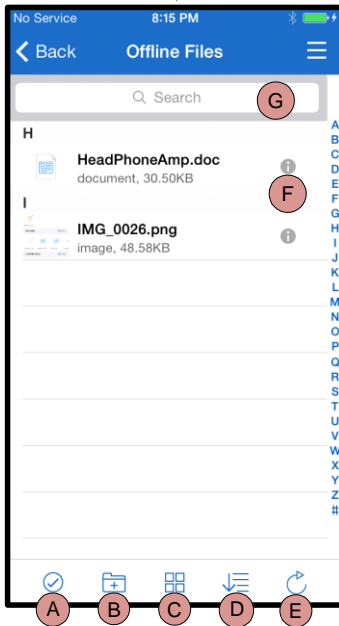 No Service 8:15 PM
Back Offline Files
Search G
H
HeadPhoneAmp.doc
document, 30.50KB
F
I
IMG_0026.png
image, 48.58KB
A
B
C
D
E
F
G
H
I
J
K
L
M
N
O
P
Q
R
S
T
U
V
W
X
Y
Z
#
A B C D E